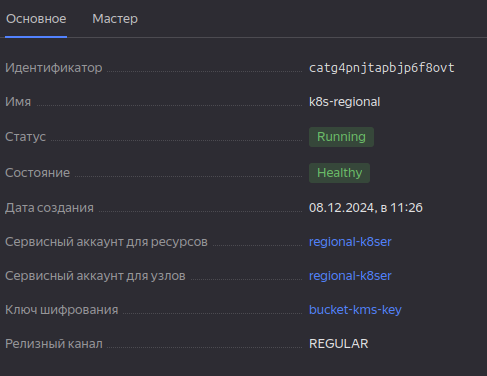 Основное Мастер
Идентификатор catg4pnjtapbjp6f8ovt
Имя k8s-regional
Статус Running
Состояние Healthy
Дата создания 08.12.2024, в 11:26
Сервисный аккаунт для ресурсов regional-k8ser
Сервисный аккаунт для узлов regional-k8ser
Ключ шифрования bucket-kms-key
Релизный канал REGULAR